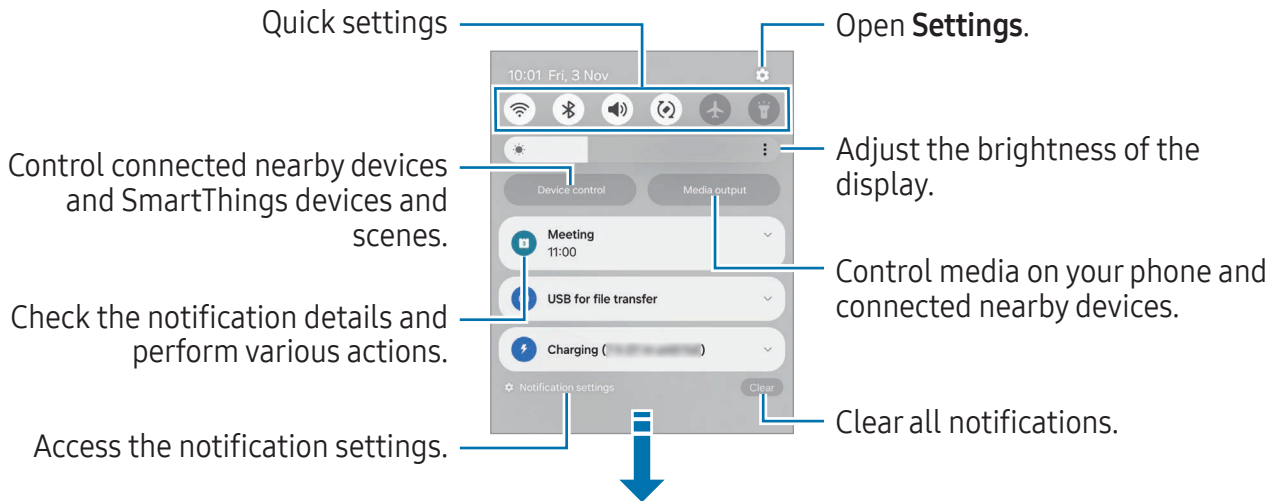 Quick settings
Open Settings.
10:01 Fri, 3 Nov
Control connected nearby devices
and SmartThings devices and
scenes.
Adjust the brightness of the
display.
Device control
Media output
Meeting
11:00
Control media on your phone and
connected nearby devices.
USB for file transfer
Check the notification details and
perform various actions.
Charging ( )
Notification settings
Clear
Clear all notifications.
Access the notification settings.